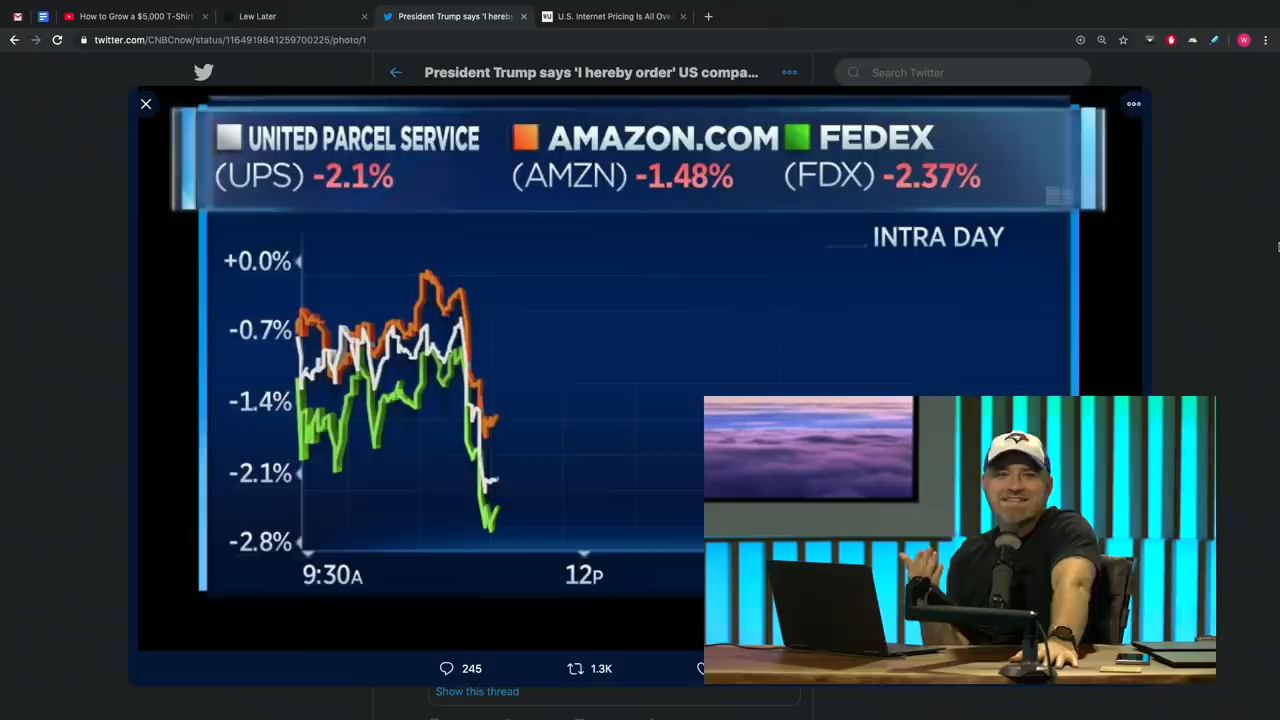 How to Grow a $5,000 T-Shirt
Lew Later
President Trump says 'I hereby
U.S. Internet Pricing Is All Over
twitter.com/CNBCnow/status/1164919841259700225/photo/1
President Trump says 'I hereby order' US compa...
Search Twitter
UNITED PARCEL SERVICE
(UPS) -2.1%
AMAZON.COM
(AMZN) -1.48%
FEDEX
(FDX) -2.37%
INTRA DAY
+0.0%
-0.7%
-1.4%
-2.1%
-2.8%
9:30A
12P
245
1.3K
Show this thread